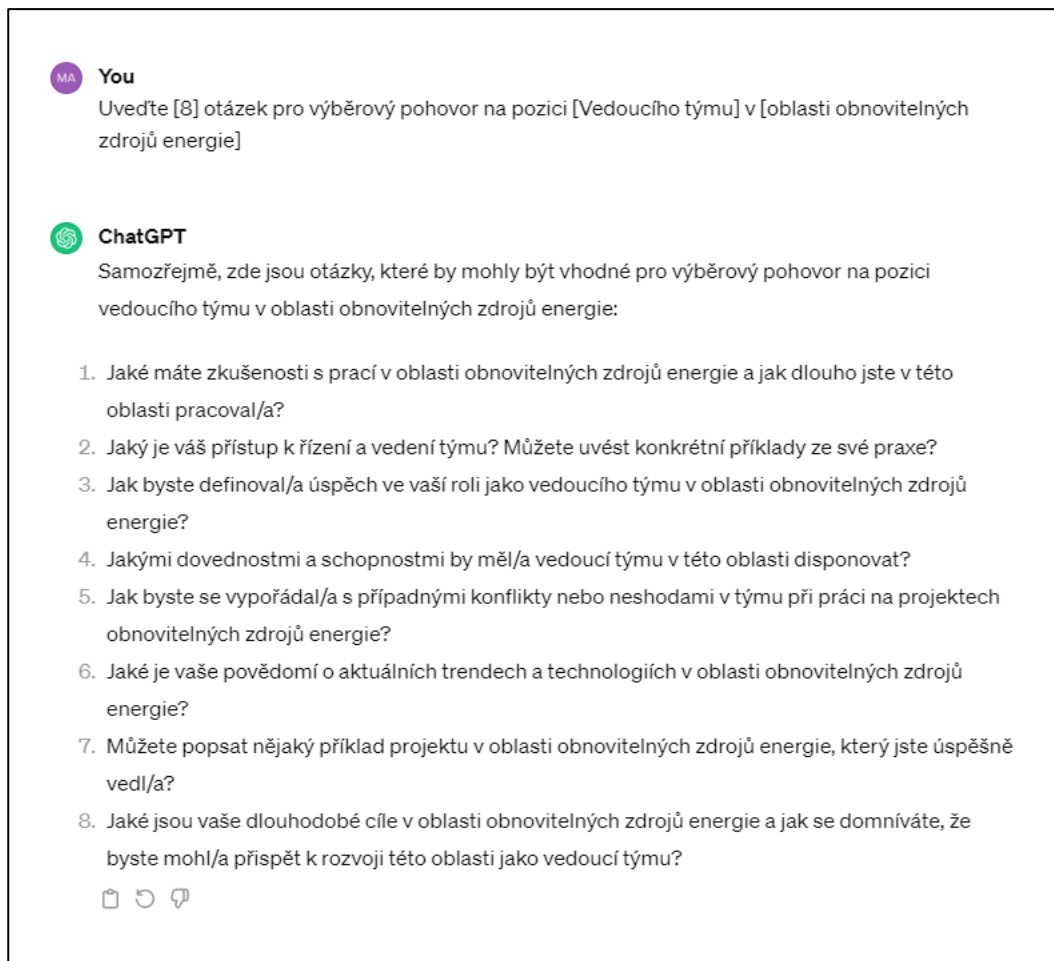 MA
You
Uveďte [8] otázek pro výběrový pohovor na pozici [Vedoucího týmu] v [oblasti obnovitelných
zdrojů energie]
ChatGPT
Samozřejmě, zde jsou otázky, které by mohly být vhodné pro výběrový pohovor na pozici
vedoucího týmu v oblasti obnovitelných zdrojů energie:
1. Jaké máte zkušenosti s prací v oblasti obnovitelných zdrojů energie a jak dlouho jste v této
oblasti pracoval/a?
2. Jaký je váš přístup k řízení a vedení týmu? Můžete uvést konkrétní příklady ze své praxe?
3. Jak byste definoval/a úspěch ve vaší roli jako vedoucího týmu v oblasti obnovitelných zdrojů
energie?
4. Jakými dovednostmi a schopnostmi by měl/a vedoucí týmu v této oblasti disponovat?
5. Jak byste se vypořádal/a s případnými konflikty nebo neshodami v týmu při práci na projektech
obnovitelných zdrojů energie?
6. Jaké je vaše povědomí o aktuálních trendech a technologiích v oblasti obnovitelných zdrojů
energie?
7. Můžete popsat nějaký příklad projektu v oblasti obnovitelných zdrojů energie, který jste úspěšně
vedl/a?
8. Jaké jsou vaše dlouhodobé cíle v oblasti obnovitelných zdrojů energie a jak se domníváte, že
byste mohl/a přispět k rozvoji této oblasti jako vedoucí týmu?